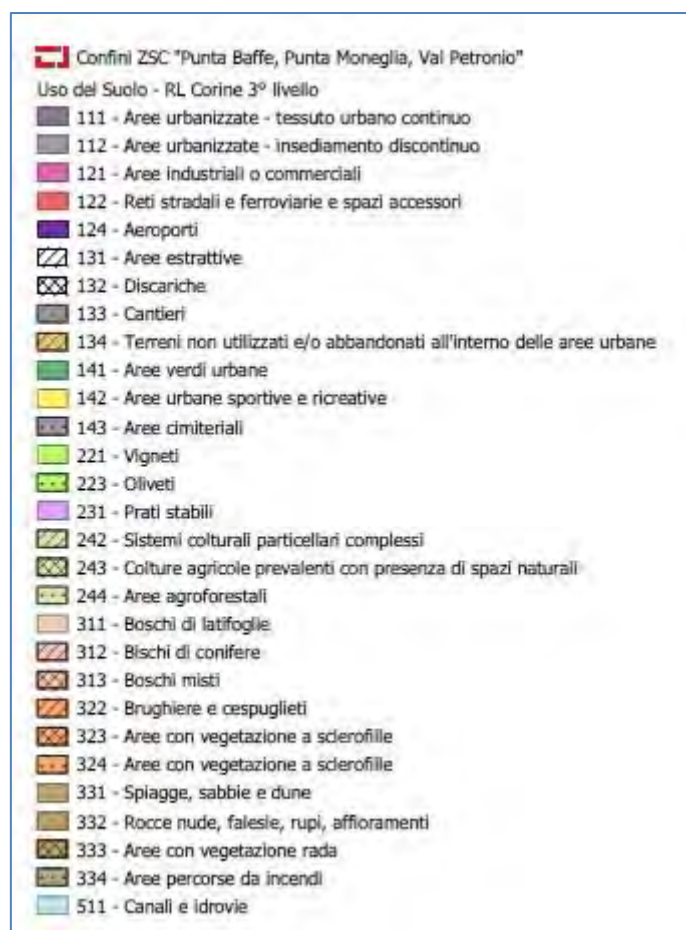 Confini ZSC "Punta Baffe, Punta Moneglia, Val Petronio"
Uso del Suolo - RL Corine 3º livello
111 - Aree urbanizzate - tessuto urbano continuo
112 - Aree urbanizzate - insediamento discontinuo
121 - Aree industriali o commerciali
122 - Reti stradali e ferroviarie e spazi accessori
124 - Aeroporti
131 - Aree estrattive
132 - Discariche
133 - Cantieri
134 - Terreni non utilizzati e/o abbandonati all'interno delle aree urbane
141 - Aree verdi urbane
142 - Aree urbane sportive e ricreative
143 - Aree cimiteriali
221 - Vigneti
223 - Oliveti
231 - Prati stabili
242 - Sistemi colturali particellari complessi
243 - Colture agricole prevalenti con presenza di spazi naturali
244 - Aree agroforestali
311 - Boschi di latifoglie
312 - Bischi di conifere
313 - Boschi misti
322 - Brughiere e cespuglieti
323 - Aree con vegetazione a sclerofille
324 - Aree con vegetazione a sclerofille
331 - Spiagge, sabbie e dune
332 - Rocce nude, falesie, rupi, affioramenti
333 - Aree con vegetazione rada
334 - Aree percorse da incendi
511 - Canali e idrovie